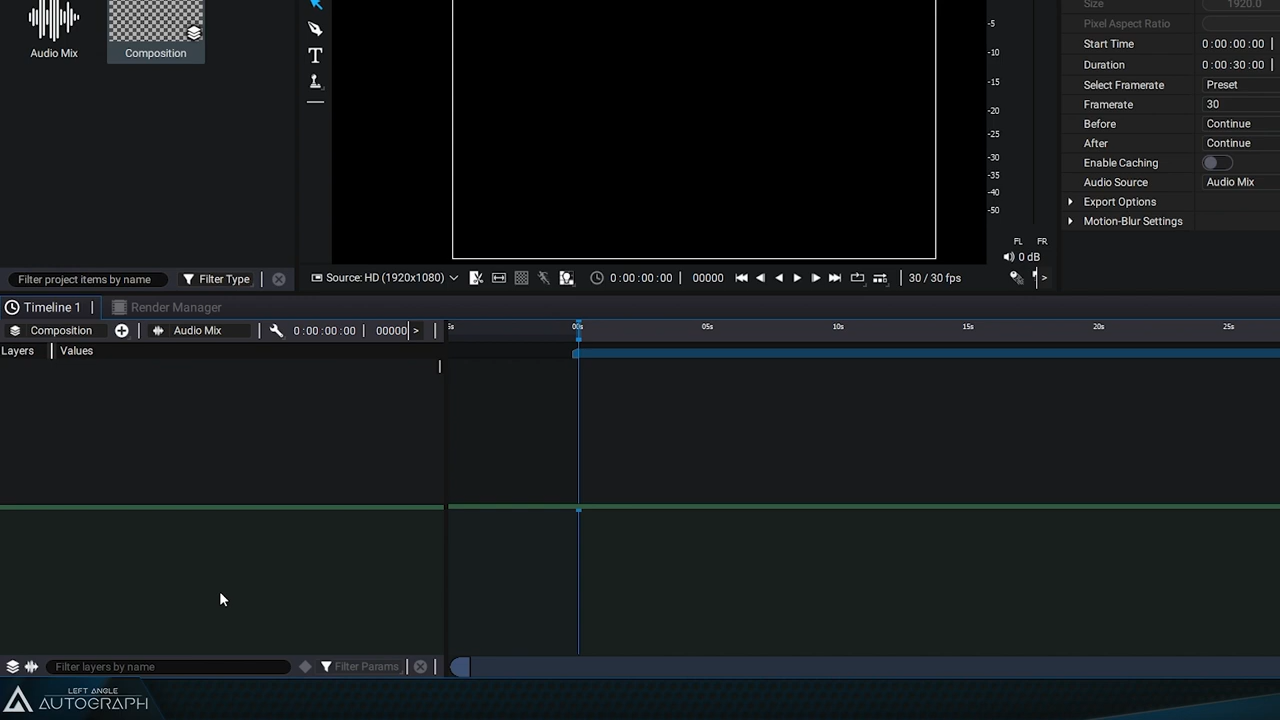 Size 1920.0
Pixel Aspect Ratio
Start Time 0:00:00:00
Duration 0:00:30:00
Select Framerate Preset
Framerate 30
Before Continue
After Continue
Enable Caching
Audio Source Audio Mix
Export Options
Motion-Blur Settings
Audio Mix
Composition
T
-5
-10
-15
-20
-25
-30
-35
-40
-50
FL FR
0 dB
Filter project items by name
Filter Type
Source: HD (1920x1080)
0:00:00:00
00000
30 / 30 fps
>
Timeline 1
Render Manager
Composition
Audio Mix
0:00:00:00
00000
>
5s 00s 05s 10s 15s 20s 25s
Layers Values
Filter layers by name
Filter Params
LEFT ANGLE
AUTOGRAPH